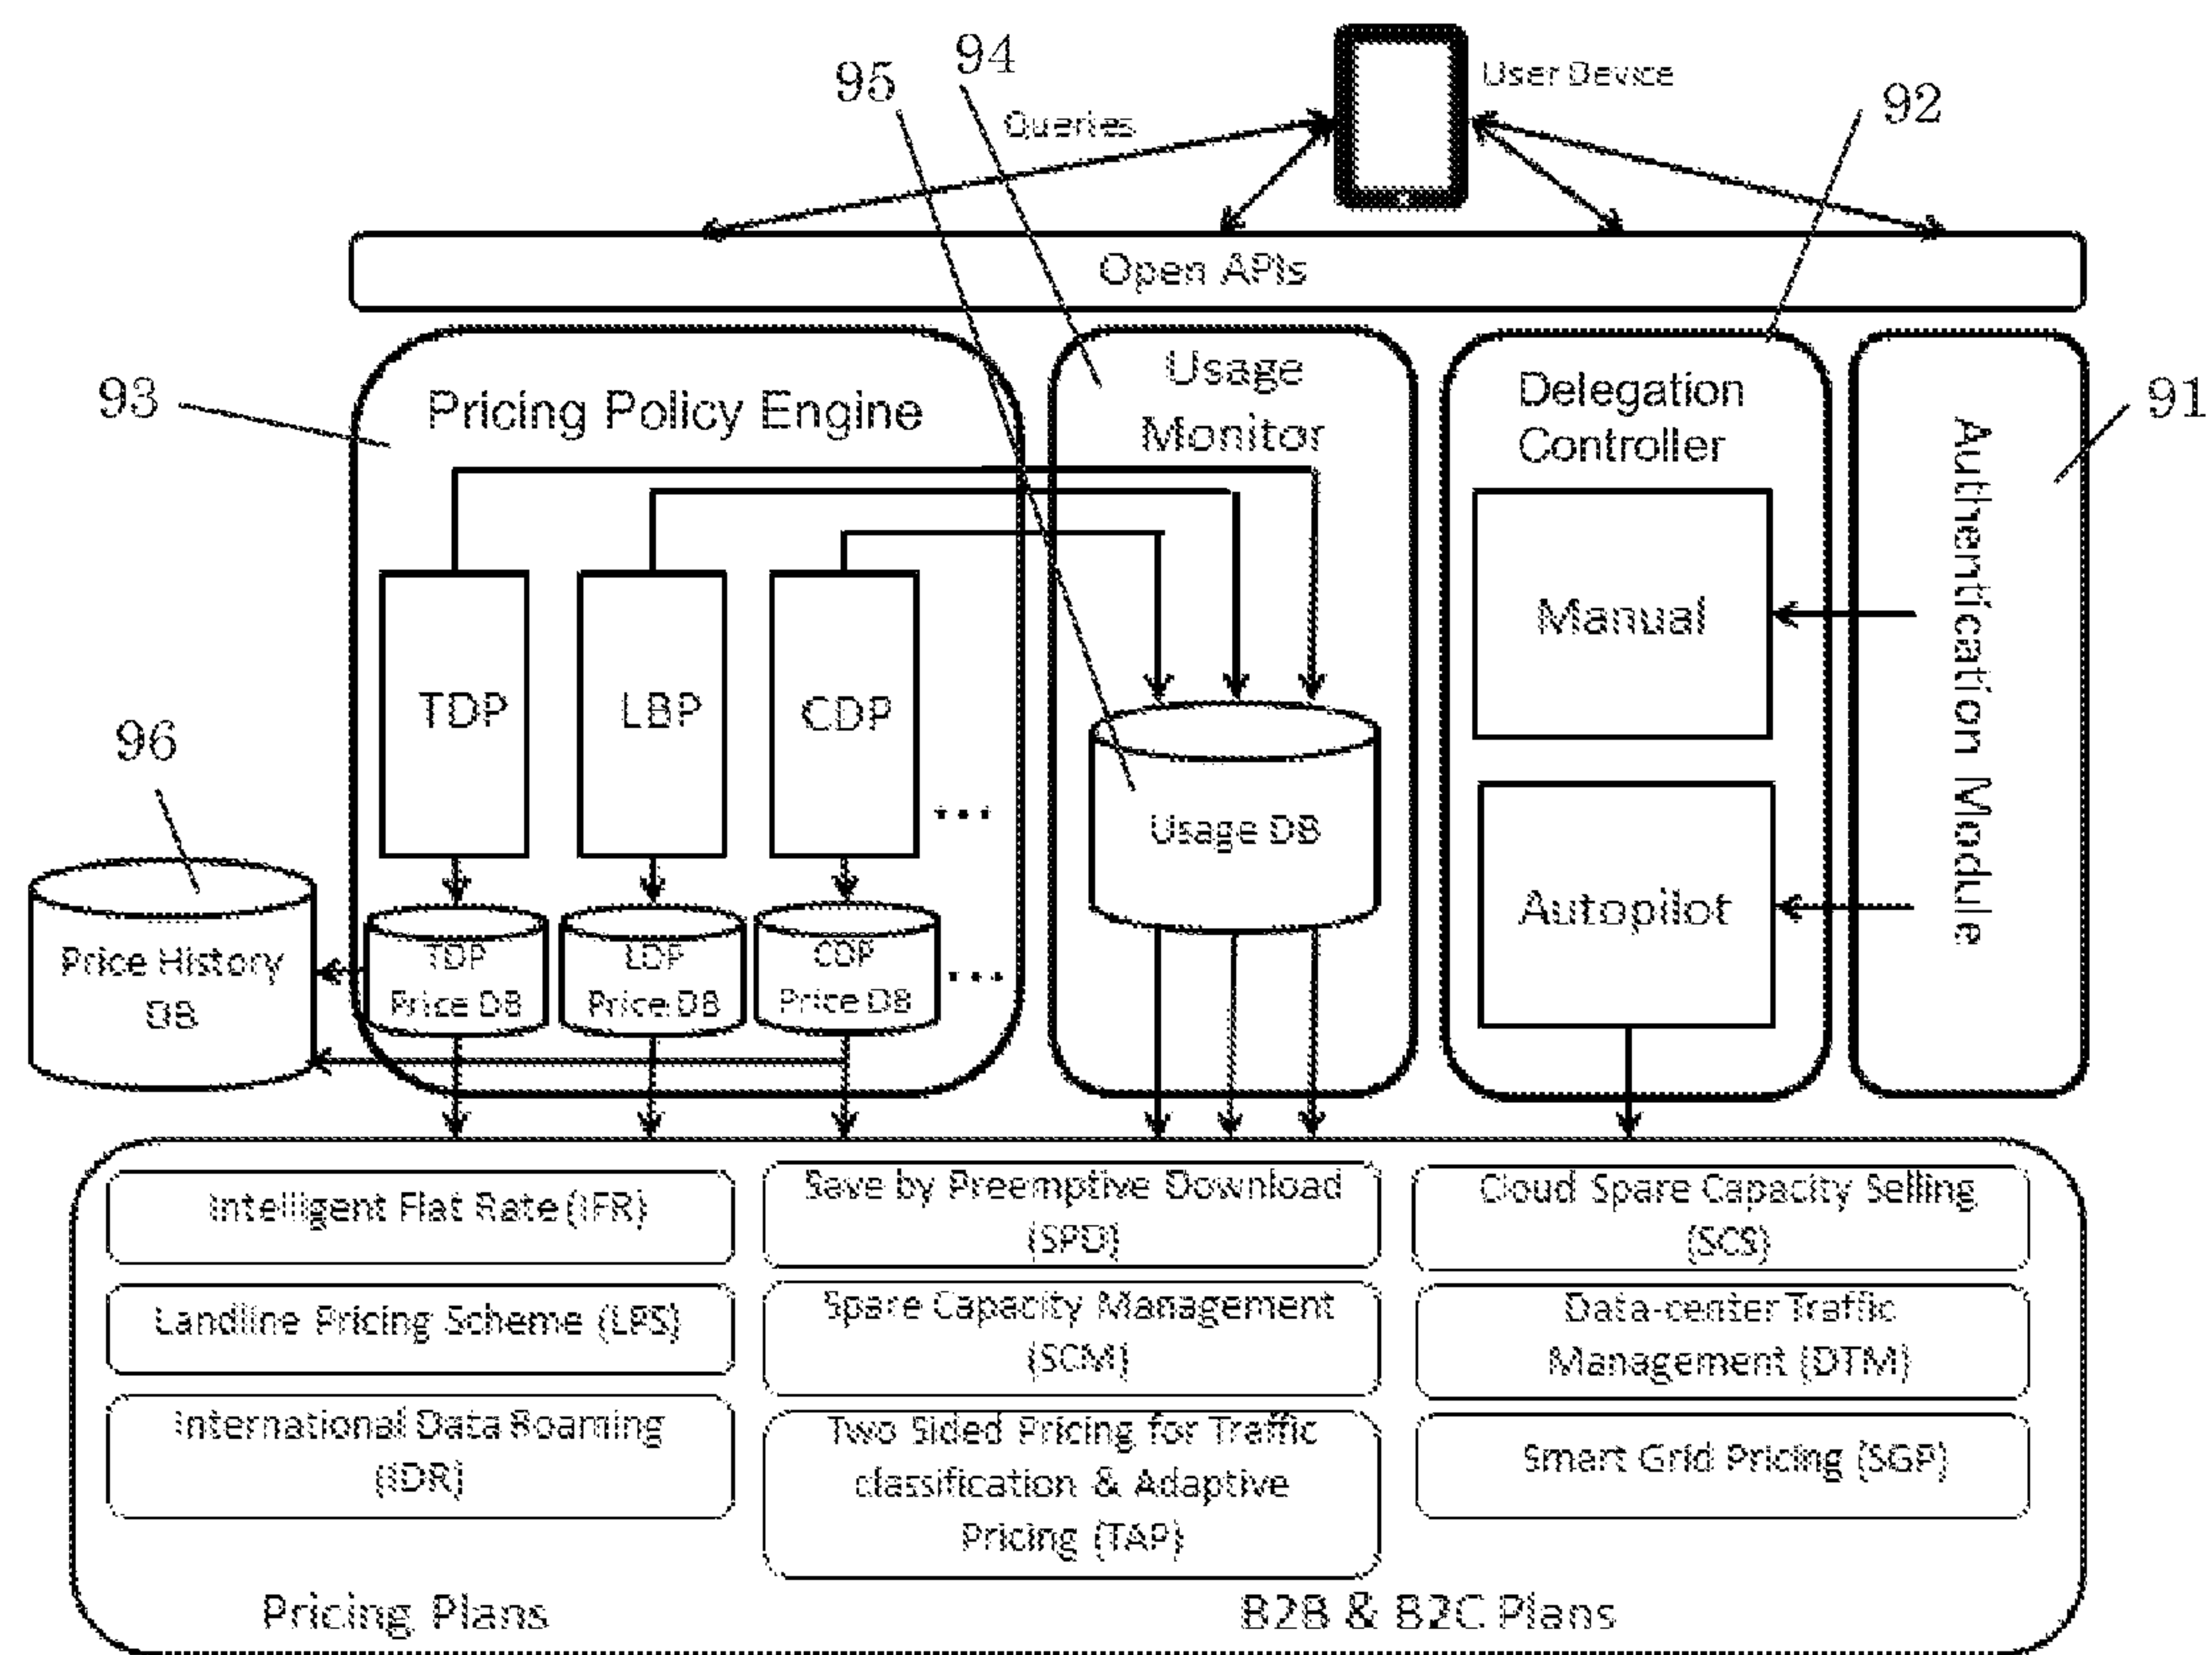 94
95
User Device
92
Queries
Open APIs
93
Pricing Policy Engine
Usage
Monitor
Delegation
Controller
91
Authentification Module
Manual
TDP
LBP
CDP
96
...
Usage DB
Autopilot
Price History
DB
TDP
Price DB
LDP
Price DB
CDP
Price DB
...
Intelligent Flat Rate (IFR)
Save by Preemptive Download
(SPD)
Cloud Spare Capacity Selling
(SCS)
Landline Pricing Scheme (LPS)
Spare Capacity Management
(SCM)
Data-center Traffic
Management (DTM)
International Data Roaming
(IDR)
Two Sided Pricing for Traffic
classification & Adaptive
Pricing (TAP)
Smart Grid Pricing (SGP)
Pricing Plans
B2B & B2C Plans